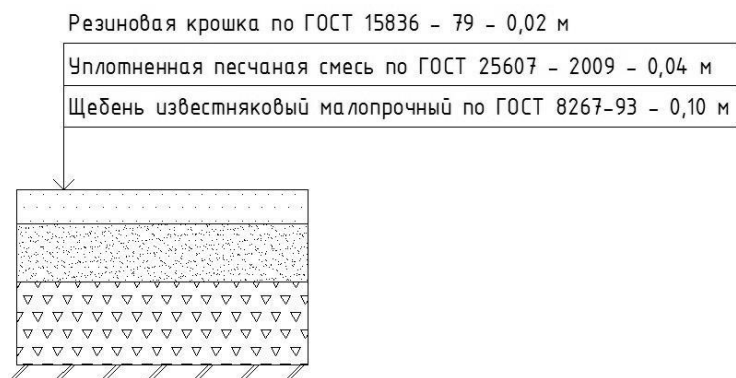 Резиновая крошка по ГОСТ 15836 - 79 - 0,02 м
Уплотненная песчаная смесь по ГОСТ 25607 - 2009 - 0,04 м
Щебень известняковый малопрочный по ГОСТ 8267-93 - 0,10 м